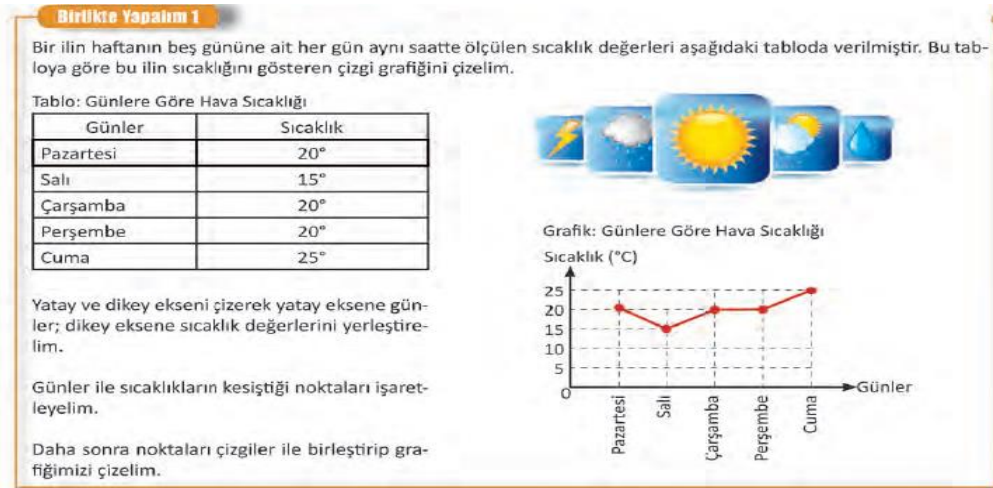 Birlikte Yapalım 1
Bir ilin haftanın beş gününe ait her gün aynı saatte ölçülen sıcaklık değerleri aşağıdaki tabloda verilmiştir. Bu tab-
loya göre bu ilin sıcaklığını gösteren çizgi grafiğini çizelim.
Tablo: Günlere Göre Hava Sıcaklığı
Günler Sıcaklık
Pazartesi 20°
Salı 15°
Çarşamba 20°
Perşembe 20°
Cuma 25°
Yatay ve dikey ekseni çizerek yatay eksene gün-
ler; dikey eksene sıcaklık değerlerini yerleştire-
lim.
Günler ile sıcaklıkların kesiştiği noktaları işaret-
leyelim.
Daha sonra noktaları çizgiler ile birleştirip gra-
fiğimizi çizelim.
Grafik: Günlere Göre Hava Sıcaklığı
Sıcaklık (°C)
25
20
15
10
5
O
Günler
Pazartesi
Salı
Çarşamba
Perşembe
Cuma